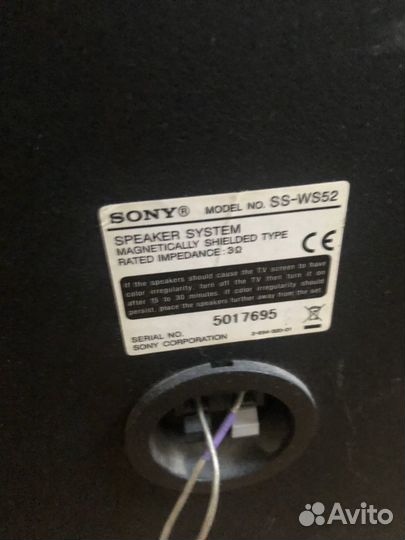 SONY® MODEL NO. SS-WS52
SPEAKER SYSTEM
MAGNETICALLY SHIELDED TYPE
RATED IMPEDANCE : 3Ω
CE
If the speakers should cause the TV screen to have
color irregularity, turn off the TV then turn it on
after 15 to 30 minutes. If color irregularity should
persist, place the speakers further away from the set.
SERIAL NO. 5017695
SONY CORPORATION
Avito